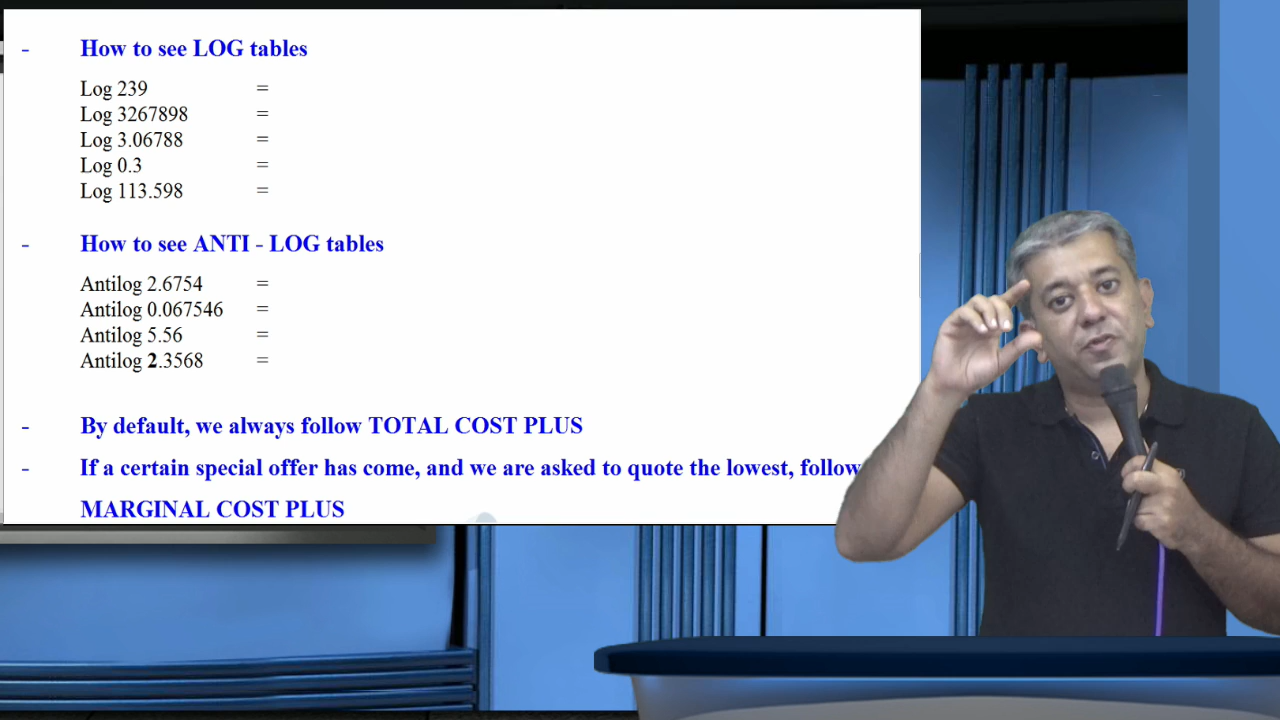 - How to see LOG tables
Log 239 =
Log 3267898 =
Log 3.06788 =
Log 0.3 =
Log 113.598 =
- How to see ANTI - LOG tables
Antilog 2.6754 =
Antilog 0.067546 =
Antilog 5.56 =
Antilog 2.3568 =
- By default, we always follow TOTAL COST PLUS
- If a certain special offer has come, and we are asked to quote the lowest, follow
MARGINAL COST PLUS